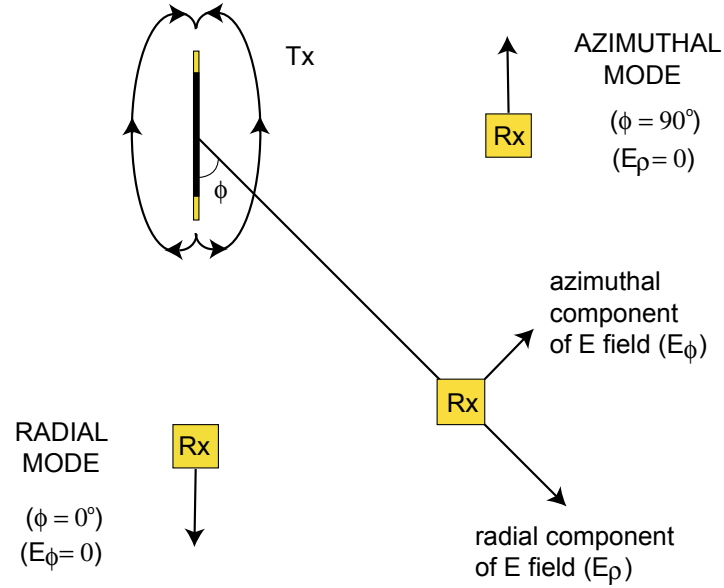 Tx
AZIMUTHAL
MODE
(ϕ = 90°)
(Eρ = 0)
Rx
ϕ
azimuthal
component
of E field (Eϕ)
Rx
radial component
of E field (Eρ)
RADIAL
MODE
(ϕ = 0°)
(Eϕ= 0)
Rx